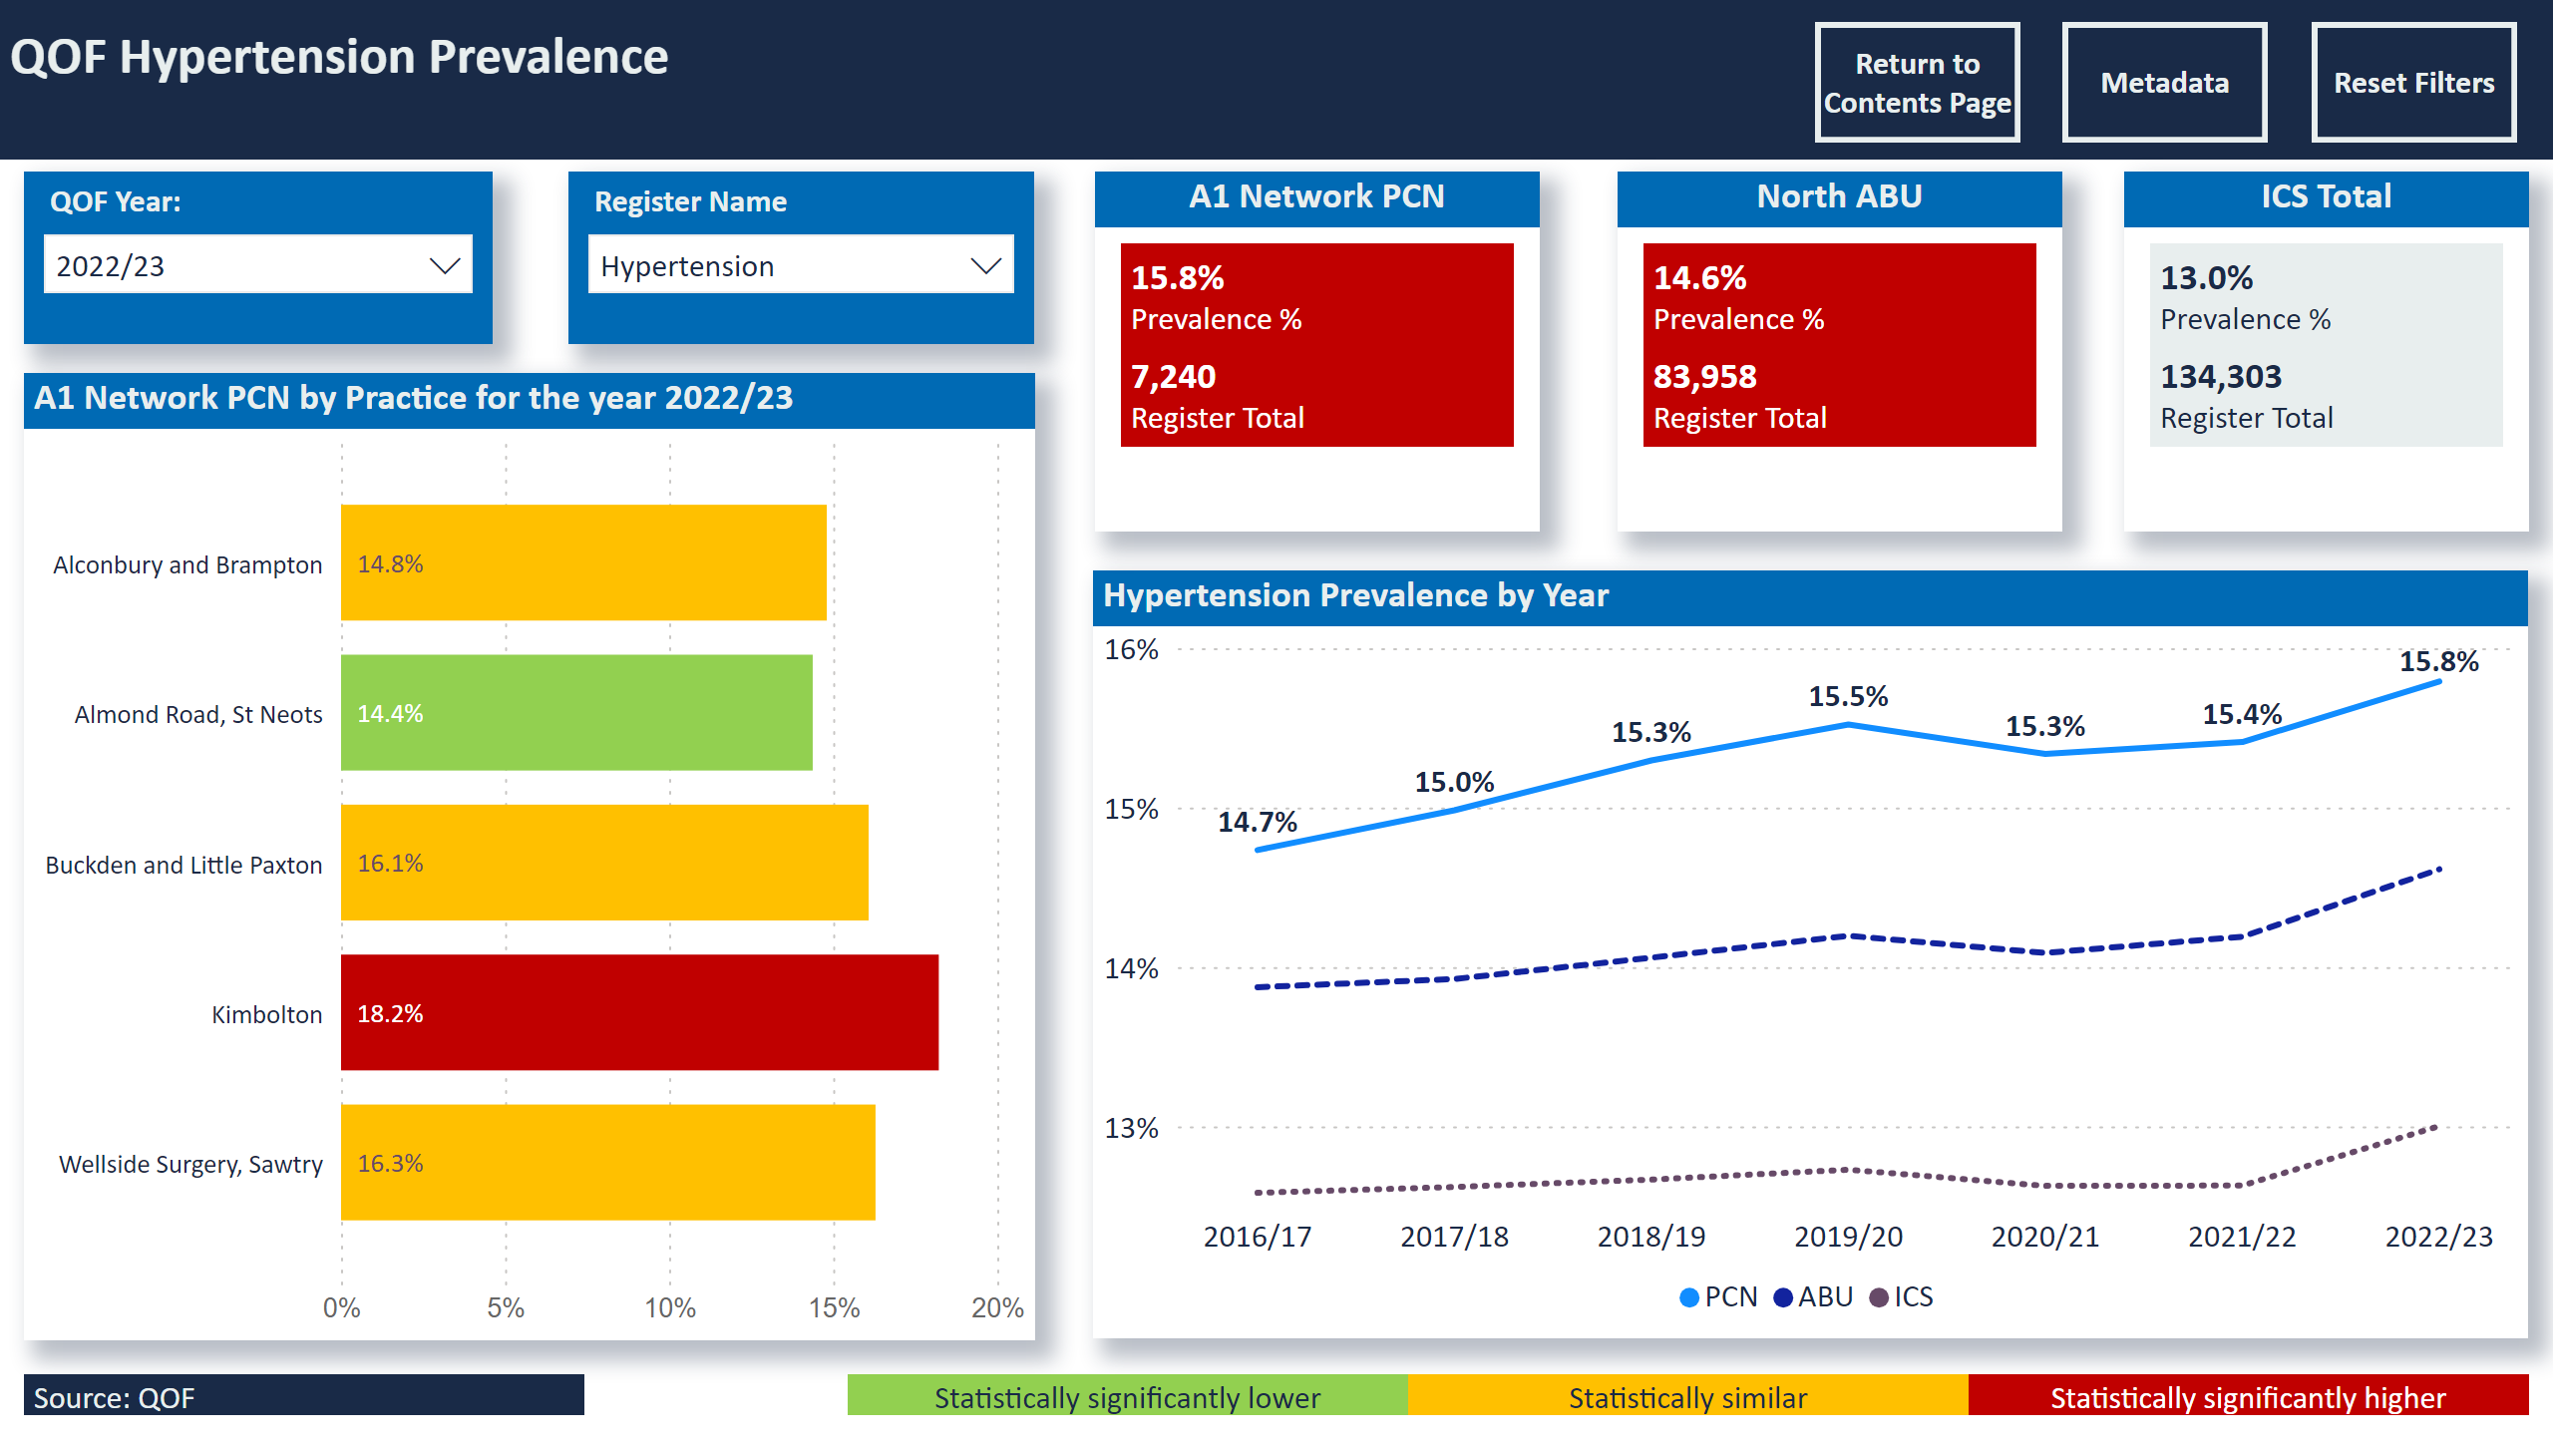 QOF Hypertension Prevalence
Return to
Contents Page
Metadata
Reset Filters
QOF Year:
2022/23
Register Name
Hypertension
A1 Network PCN
15.8%
Prevalence %
7,240
Register Total
North ABU
14.6%
Prevalence %
83,958
Register Total
ICS Total
13.0%
Prevalence %
134,303
Register Total
A1 Network PCN by Practice for the year 2022/23
Alconbury and Brampton
14.8%
Almond Road, St Neots
14.4%
Buckden and Little Paxton
16.1%
Kimbolton
18.2%
Wellside Surgery, Sawtry
16.3%
0% 5% 10% 15% 20%
Hypertension Prevalence by Year
16%
15%
14%
13%
14.7%
15.0%
15.3%
15.5%
15.3%
15.4%
15.8%
2016/17 2017/18 2018/19 2019/20 2020/21 2021/22 2022/23
PCN ABU ICS
Source: QOF
Statistically significantly lower
Statistically similar
Statistically significantly higher